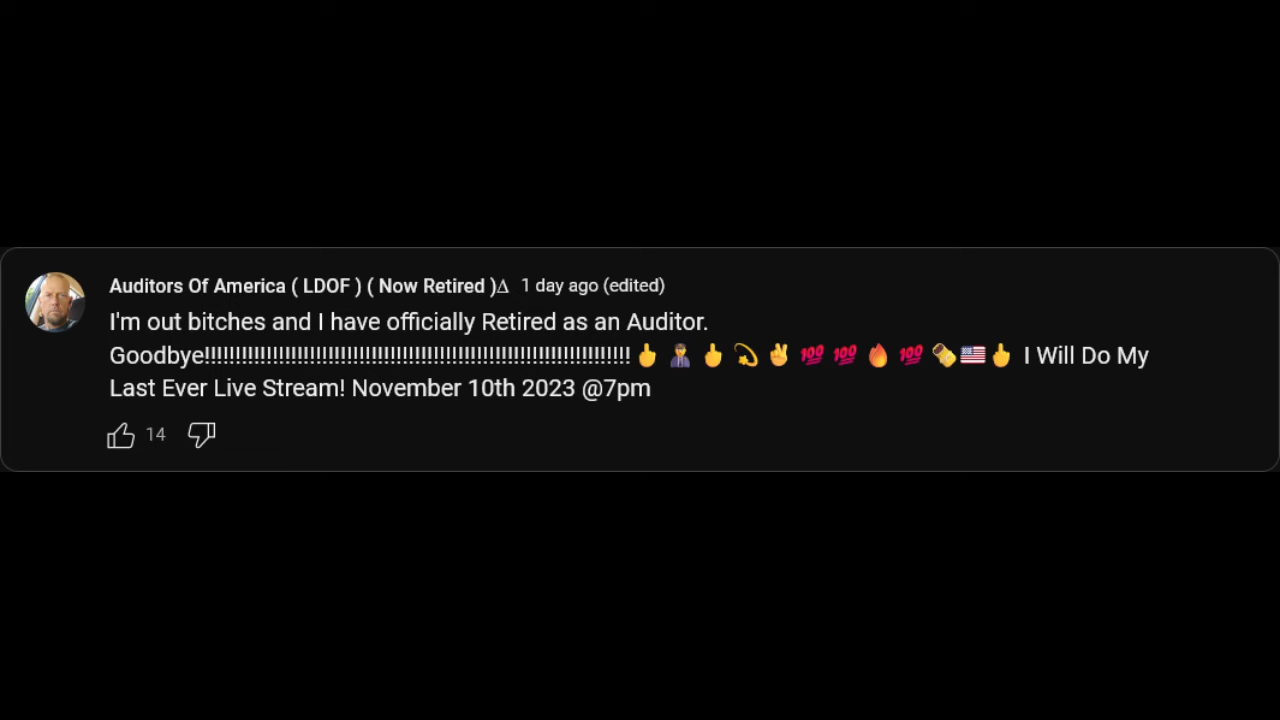 Auditors Of America ( LDOF ) ( Now Retired )∆ 1 day ago (edited)
I'm out bitches and I have officially Retired as an Auditor.
Goodbye!!!!!!!!!!!!!!!!!!!!!!!!!!!!!!!!!!!!!!!!!!!!!!!!!!!!!!!!!!!!!!!!!!!!!!!! 🖕 👮 🖕 💫 ✌️ 💯 💯 🔥 💯 🗞️🇺🇸🖕 I Will Do My
Last Ever Live Stream! November 10th 2023 @7pm
14